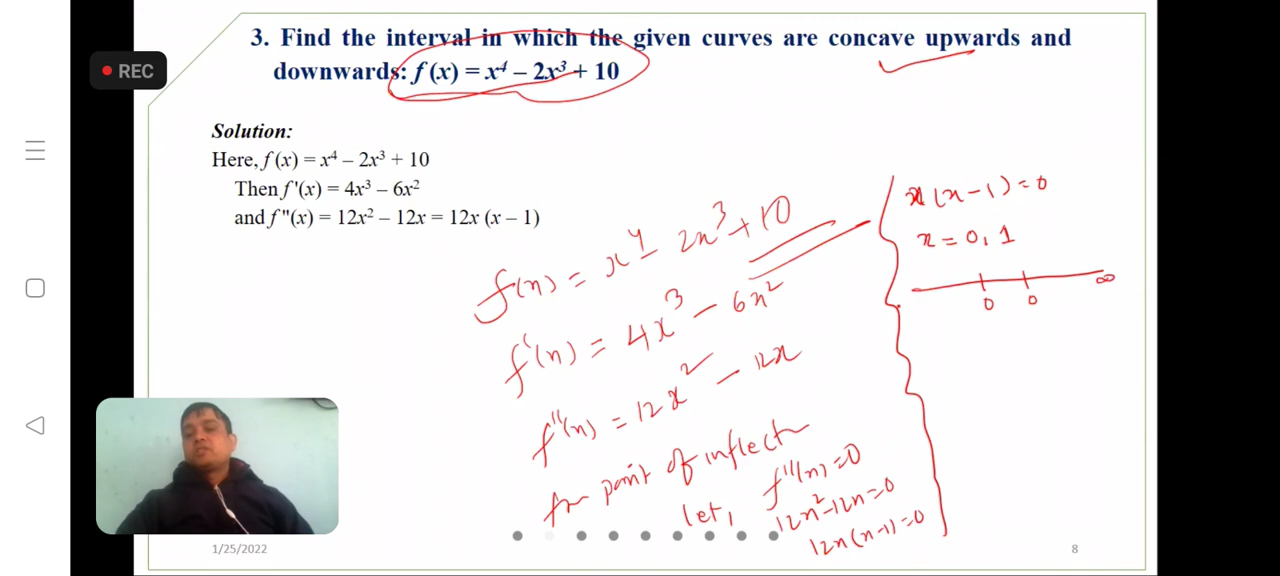 3. Find the interval in which the given curves are concave upwards and
downwards: f (x) = x⁴ – 2x³ + 10
REC
Solution:
Here, f (x) = x⁴ – 2x³ + 10
Then f '(x) = 4x³ – 6x²
and f "(x) = 12x² – 12x = 12x (x – 1)
f(x) = x⁴ – 2x³ + 10
f'(x) = 4x³ – 6x²
f''(x) = 12x² – 12x
for point of inflect
let, f''(x) = 0
12x² – 12x = 0
12x(x–1) = 0
x(x–1) = 0
x = 0, 1
0 0 ∞
1/25/2022
8